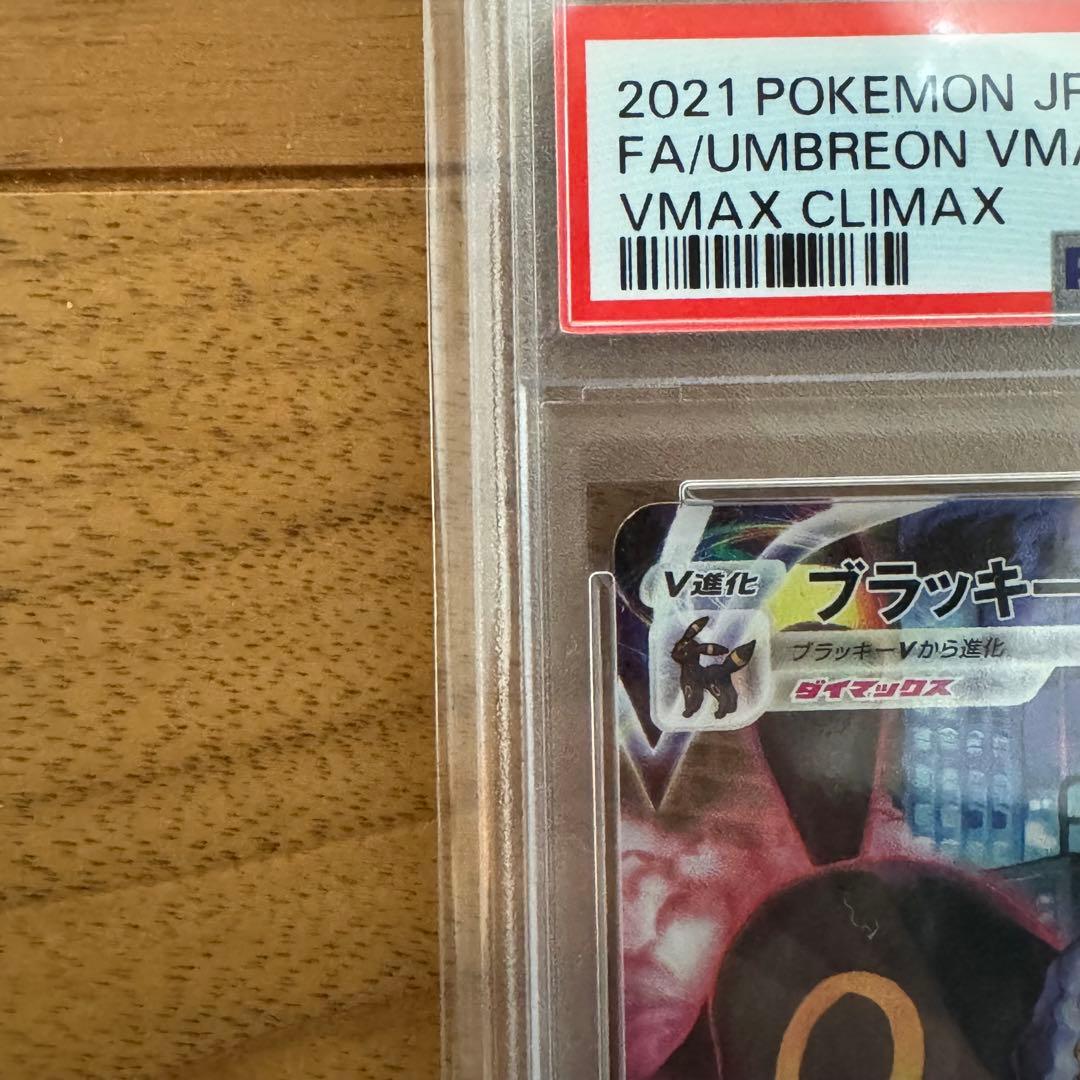 2021 POKEMON JP
FA/UMBREON VMA
VMAX CLIMAX
V進化
ブラッキー
ブラッキーVから進化
ダイマックス